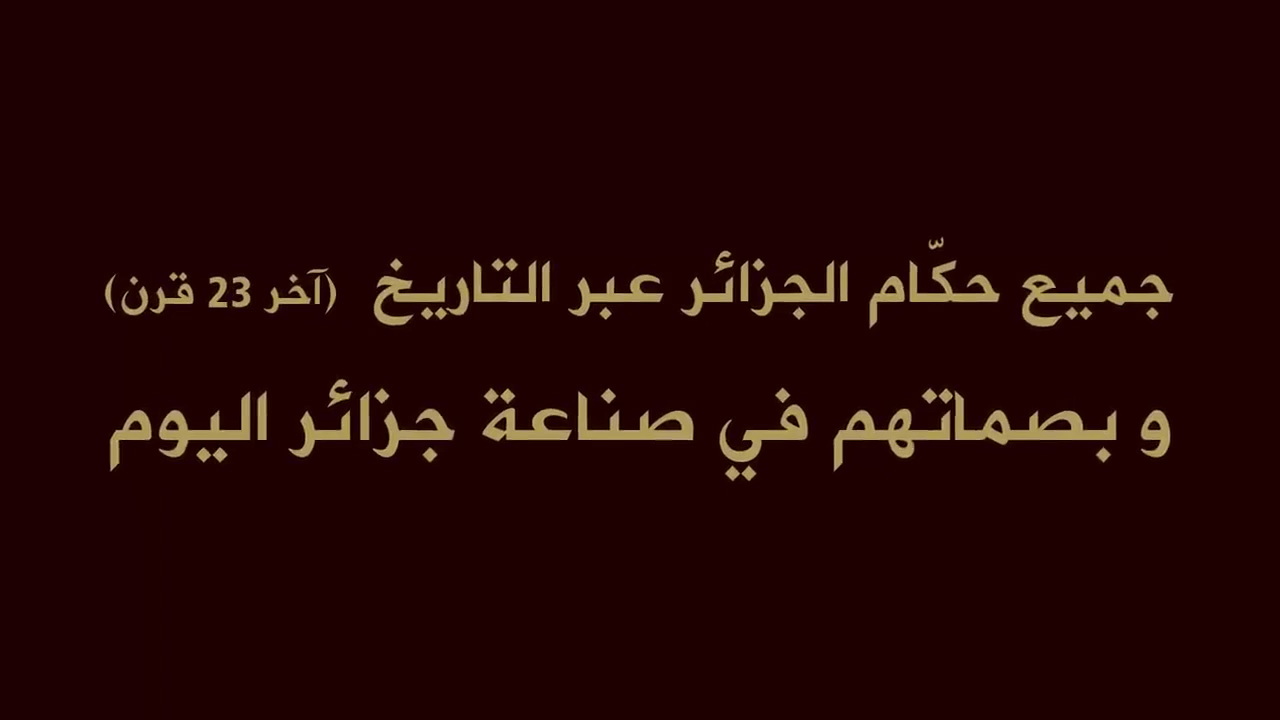 جميع حكّام الجزائر عبر التاريخ (آخر 23 قرن)
و بصماتهم في صناعة جزائر اليوم